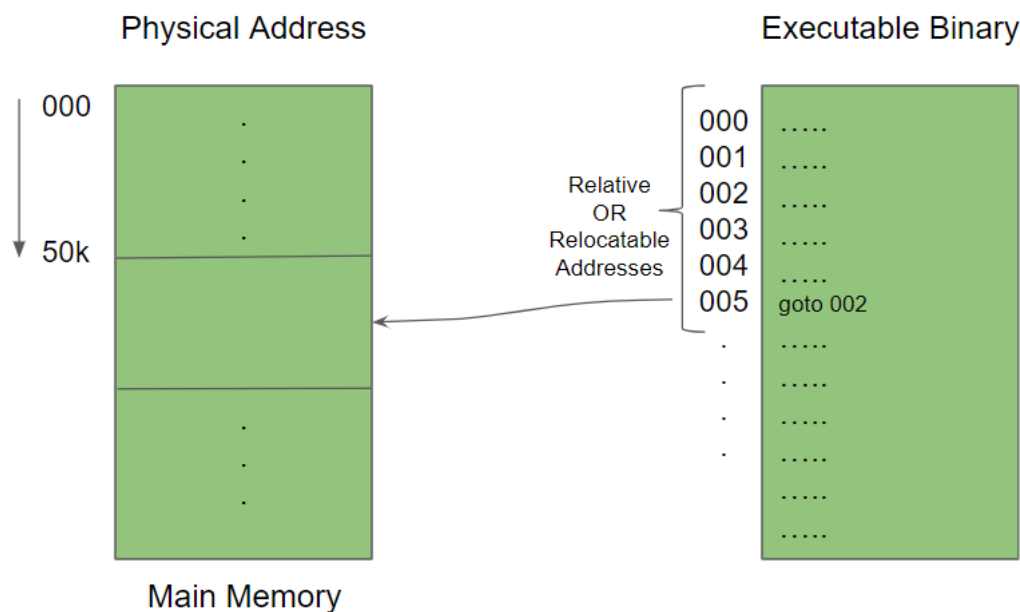 Physical Address
Executable Binary
000
50k
.
.
.
.
.
.
.
Main Memory
Relative
OR
Relocatable
Addresses
000 .....
001 .....
002 .....
003 .....
004 .....
005 goto 002
. .....
. .....
. .....
. .....
.....
.....